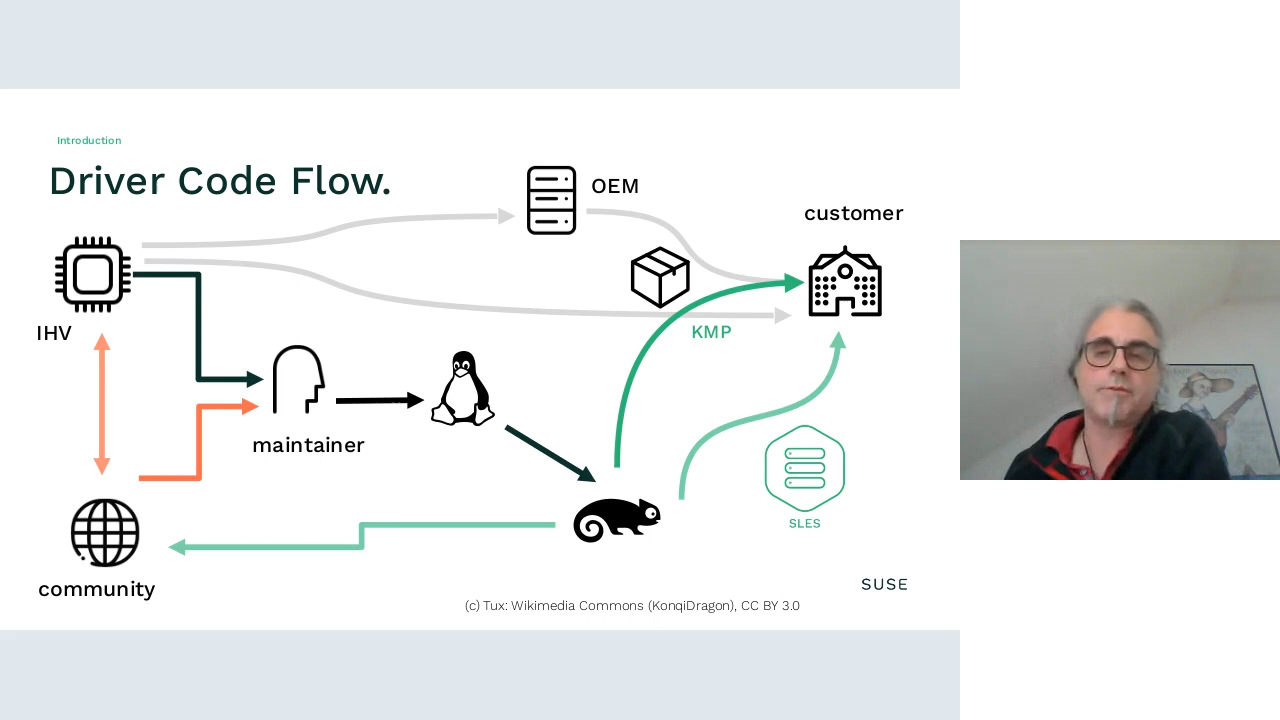 Introduction
Driver Code Flow.
OEM
customer
IHV
KMP
maintainer
SLES
community
SUSE
(c) Tux: Wikimedia Commons (KonqiDragon), CC BY 3.0